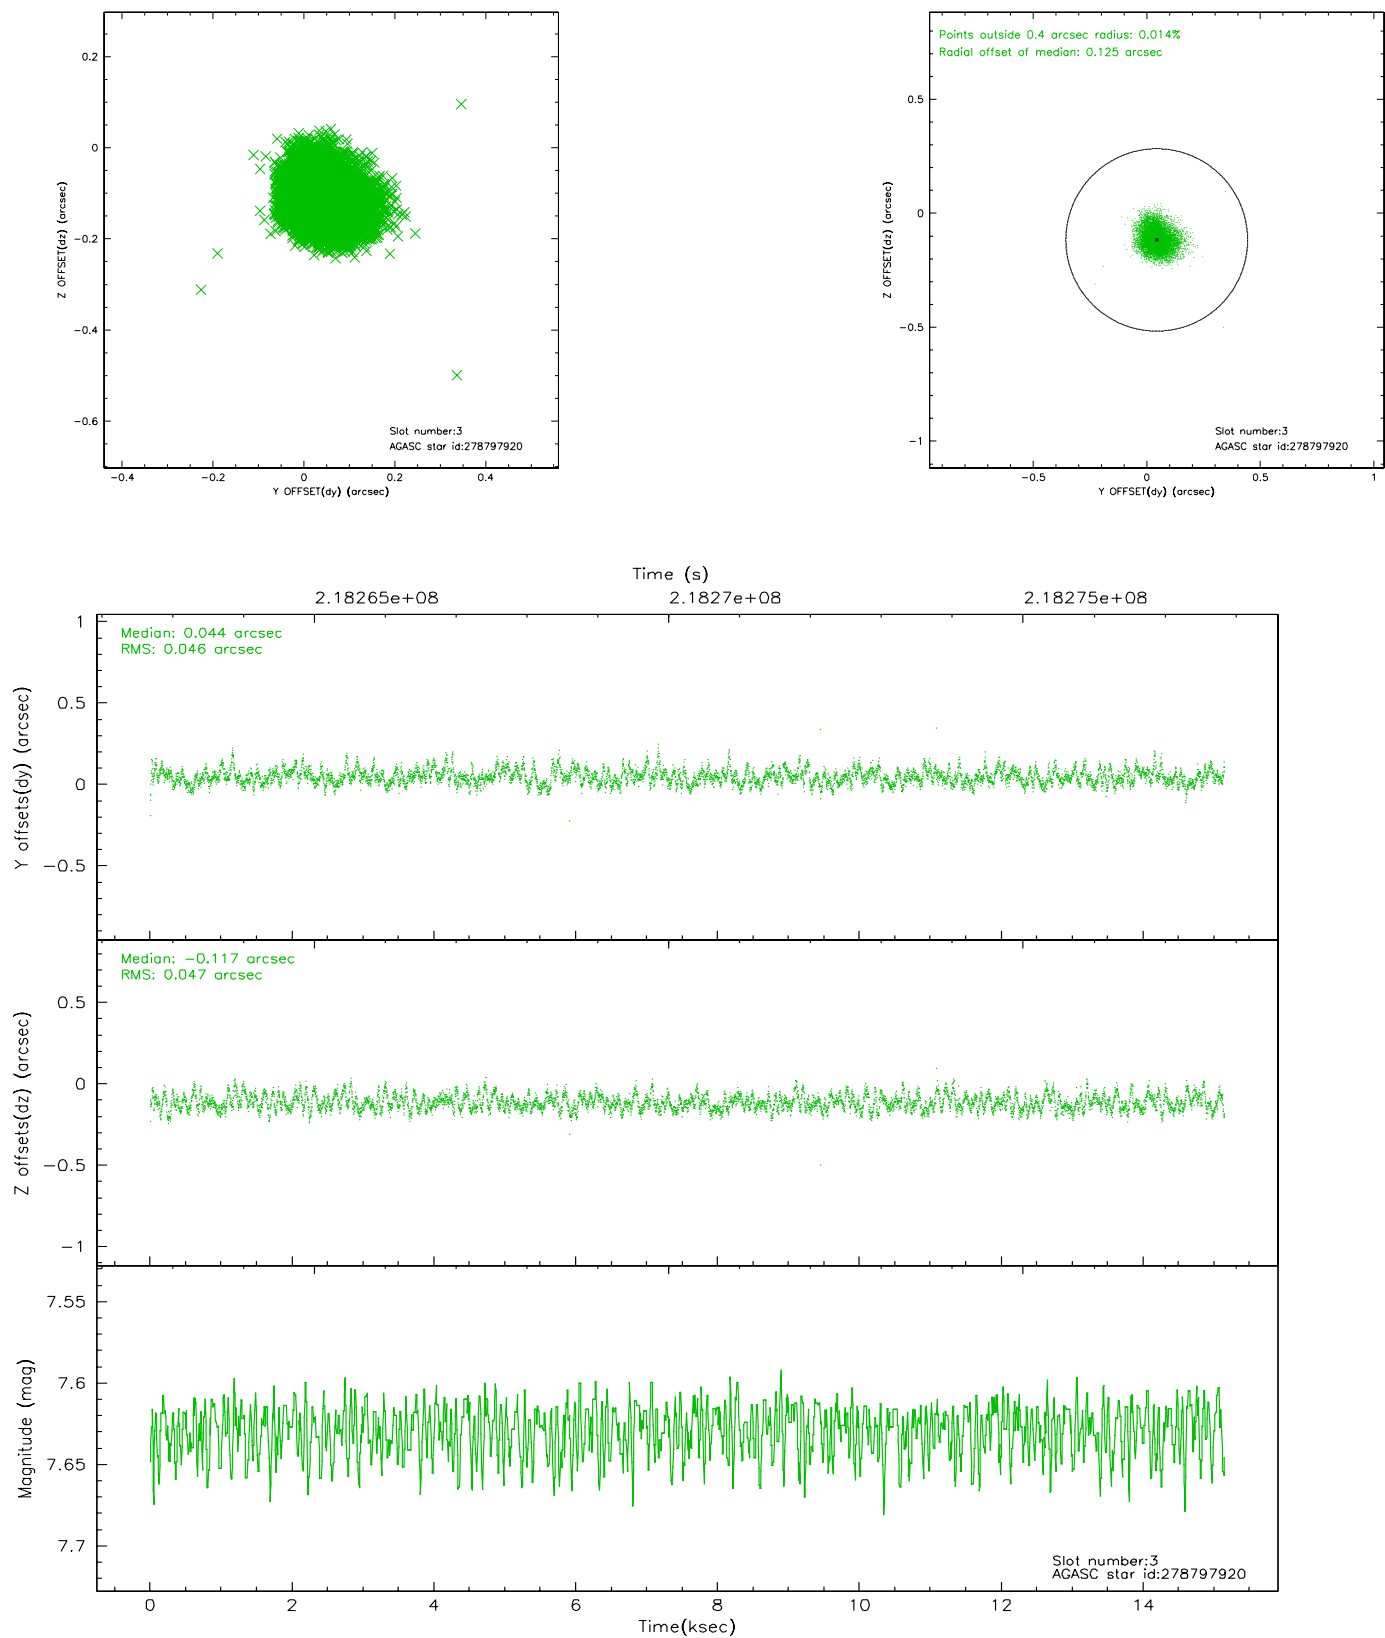 0.2
0
−0.2
−0.4
−0.6
Z OFFSET(dz) (arcsec)
Slot number:3
AGASC star id:278797920
−0.4
−0.2
0
0.2
0.4
Y OFFSET(dy) (arcsec)
Points outside 0.4 arcsec radius: 0.014%
Radial offset of median: 0.125 arcsec
0.5
0
−0.5
−1
Z OFFSET(dz) (arcsec)
Slot number:3
AGASC star id:278797920
−0.5
0
0.5
1
Y OFFSET(dy) (arcsec)
Time (s)
2.18265e+08
2.1827e+08
2.18275e+08
Median: 0.044 arcsec
RMS: 0.046 arcsec
1
0.5
0
−0.5
Y offsets(dy) (arcsec)
Median: −0.117 arcsec
RMS: 0.047 arcsec
0.5
0
−0.5
−1
Z offsets(dz) (arcsec)
7.55
7.6
7.65
7.7
Magnitude (mag)
Slot number:3
AGASC star id:278797920
0
2
4
6
8
10
12
14
Time(ksec)